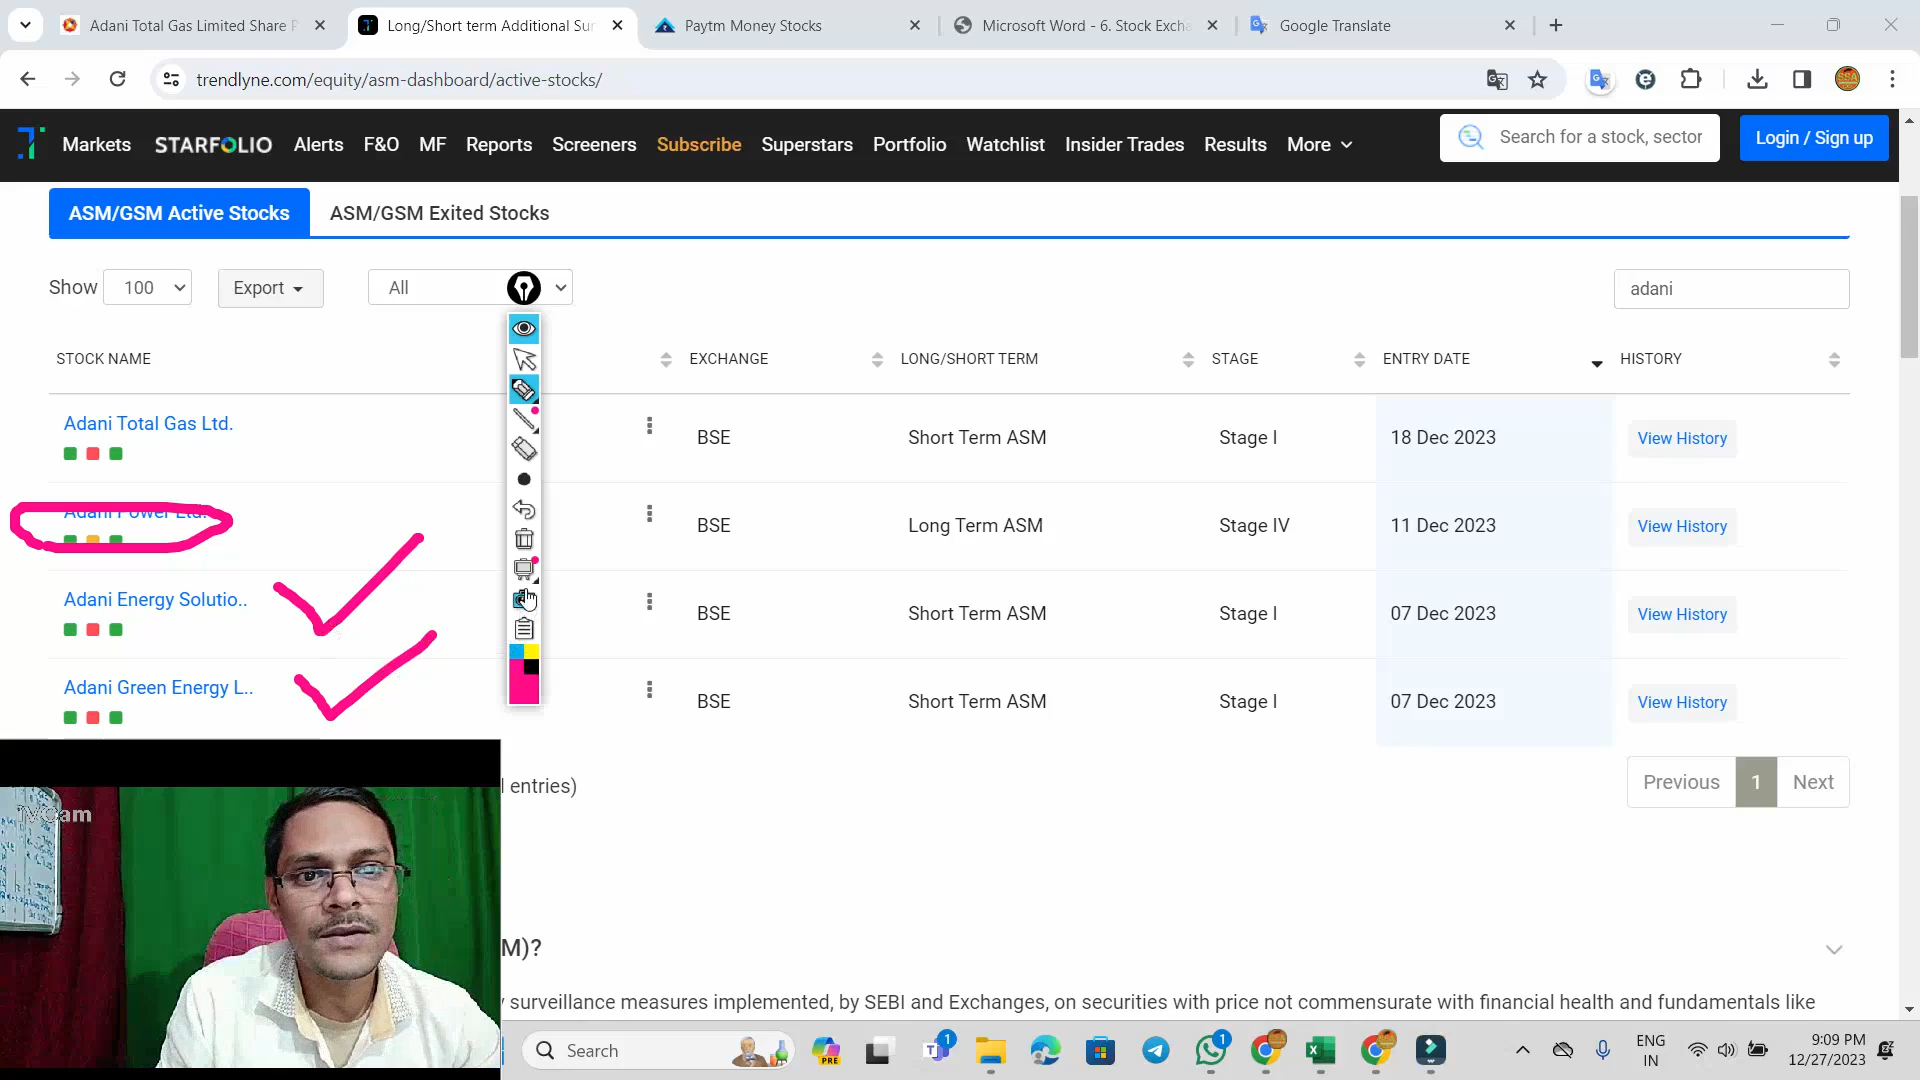 Adani Total Gas Limited Share P
Long/Short term Additional Sur
Paytm Money Stocks
Microsoft Word - 6. Stock Excha
Google Translate
trendlyne.com/equity/asm-dashboard/active-stocks/
Markets STARFOLIO Alerts F&O MF Reports Screeners Subscribe Superstars Portfolio Watchlist Insider Trades Results More
Search for a stock, sector
Login / Sign up
ASM/GSM Active Stocks ASM/GSM Exited Stocks
Show 100 Export All adani
STOCK NAME EXCHANGE LONG/SHORT TERM STAGE ENTRY DATE HISTORY
Adani Total Gas Ltd. BSE Short Term ASM Stage I 18 Dec 2023 View History
Adani Power Ltd. BSE Long Term ASM Stage IV 11 Dec 2023 View History
Adani Energy Solutio.. BSE Short Term ASM Stage I 07 Dec 2023 View History
Adani Green Energy L.. BSE Short Term ASM Stage I 07 Dec 2023 View History
l entries)
Previous 1 Next
iVCam
M)?
surveillance measures implemented, by SEBI and Exchanges, on securities with price not commensurate with financial health and fundamentals like
Search
PRE
1
1
ENG
IN
9:09 PM
12/27/2023